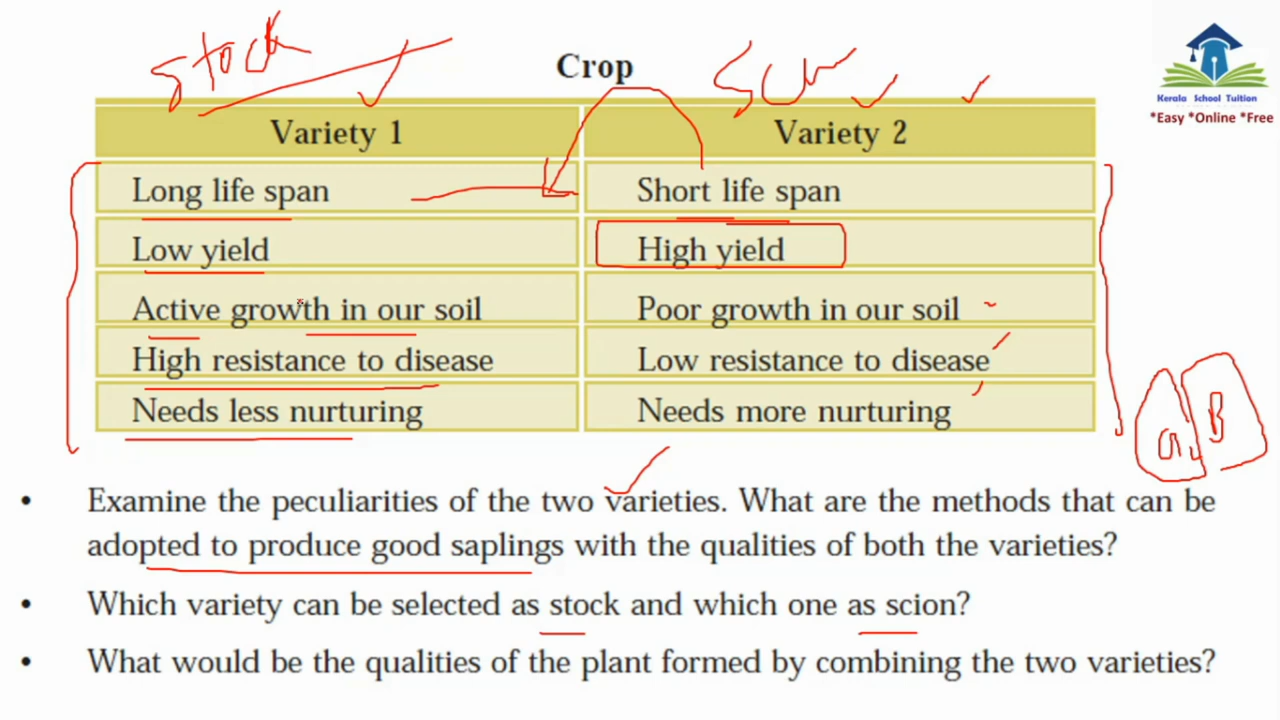 Stock
Crop
Kerala School Tuition
*Easy *Online *Free
Variety 1 Variety 2
Long life span Short life span
Low yield High yield
Active growth in our soil Poor growth in our soil
High resistance to disease Low resistance to disease
Needs less nurturing Needs more nurturing
a B
• Examine the peculiarities of the two varieties. What are the methods that can be
adopted to produce good saplings with the qualities of both the varieties?
• Which variety can be selected as stock and which one as scion?
• What would be the qualities of the plant formed by combining the two varieties?